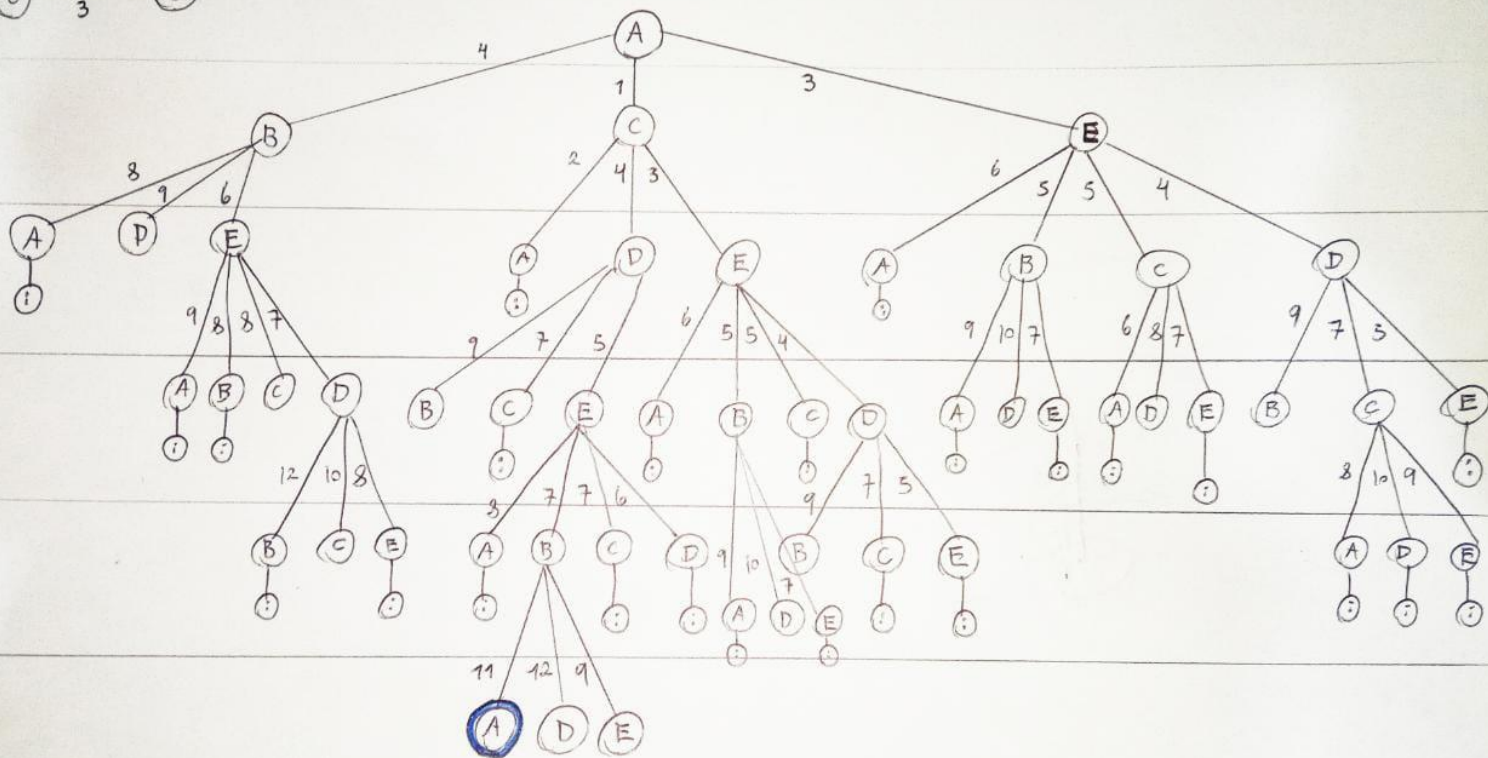 3
A
4 1 3
B C E
8 9 6 2 4 3 6 5 5 4
A D E A D E A B C D
9 8 8 7 9 7 5 6 5 5 4 9 10 7 6 8 7 9 7 5
A B C D B C E A B C D A D E A D E B C E
12 10 8 8 7 7 6 9 10 7 9 7 5 8 10 9
B C E A B C D B C E A D E
A D E
11 12 9
A D E